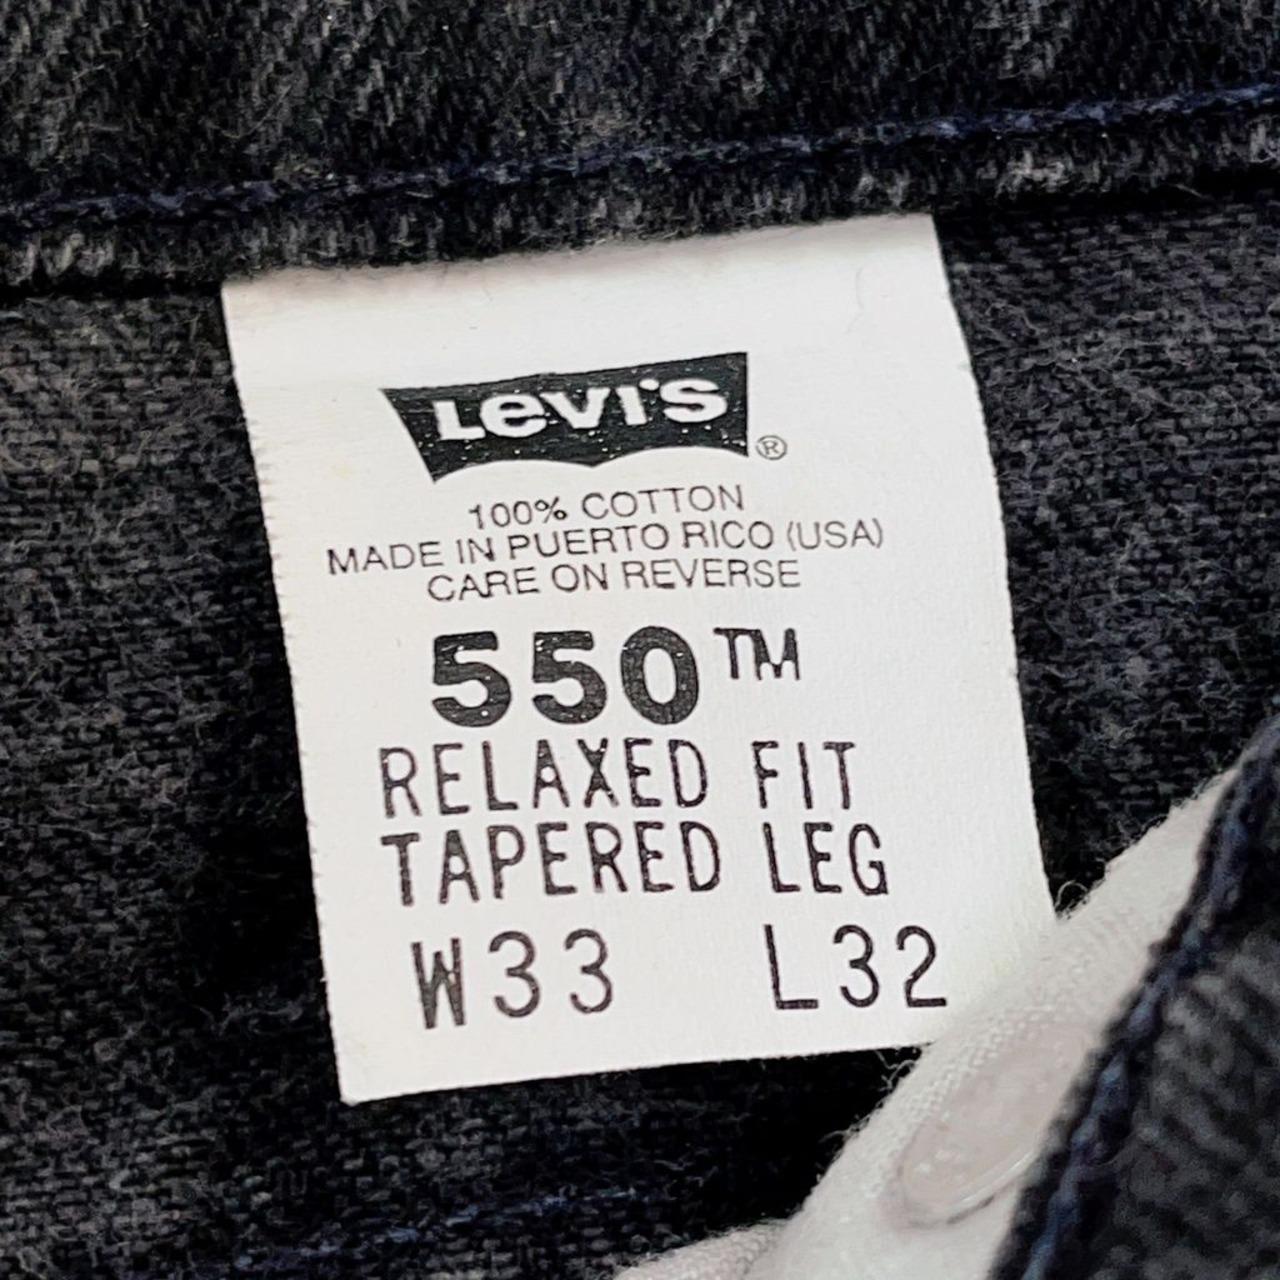 Levi's ®
100% COTTON
MADE IN PUERTO RICO (USA)
CARE ON REVERSE
550™
RELAXED FIT
TAPERED LEG
W33 L32